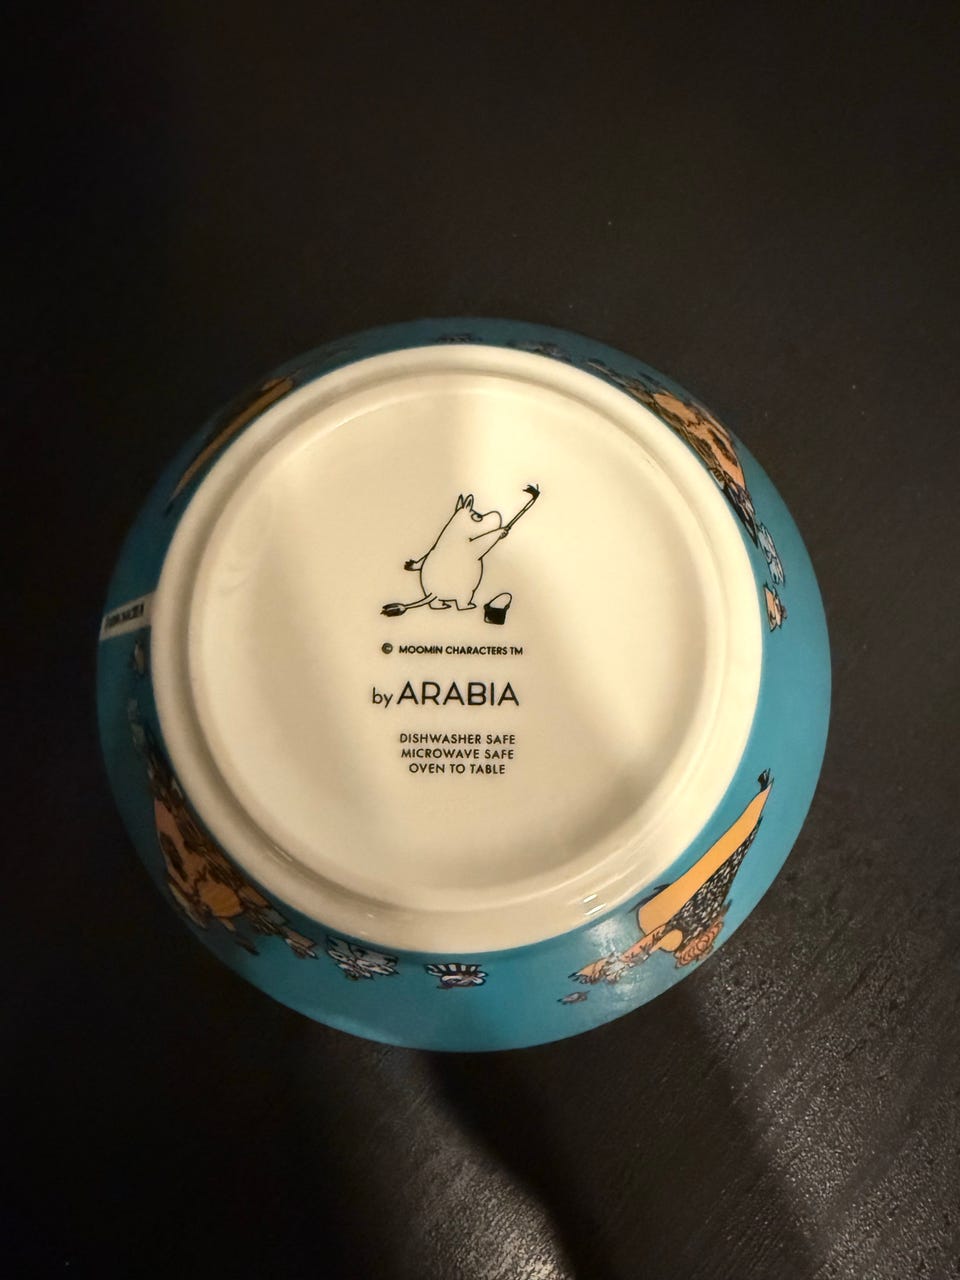 © MOOMIN CHARACTERS TM
by ARABIA
DISHWASHER SAFE
MICROWAVE SAFE
OVEN TO TABLE